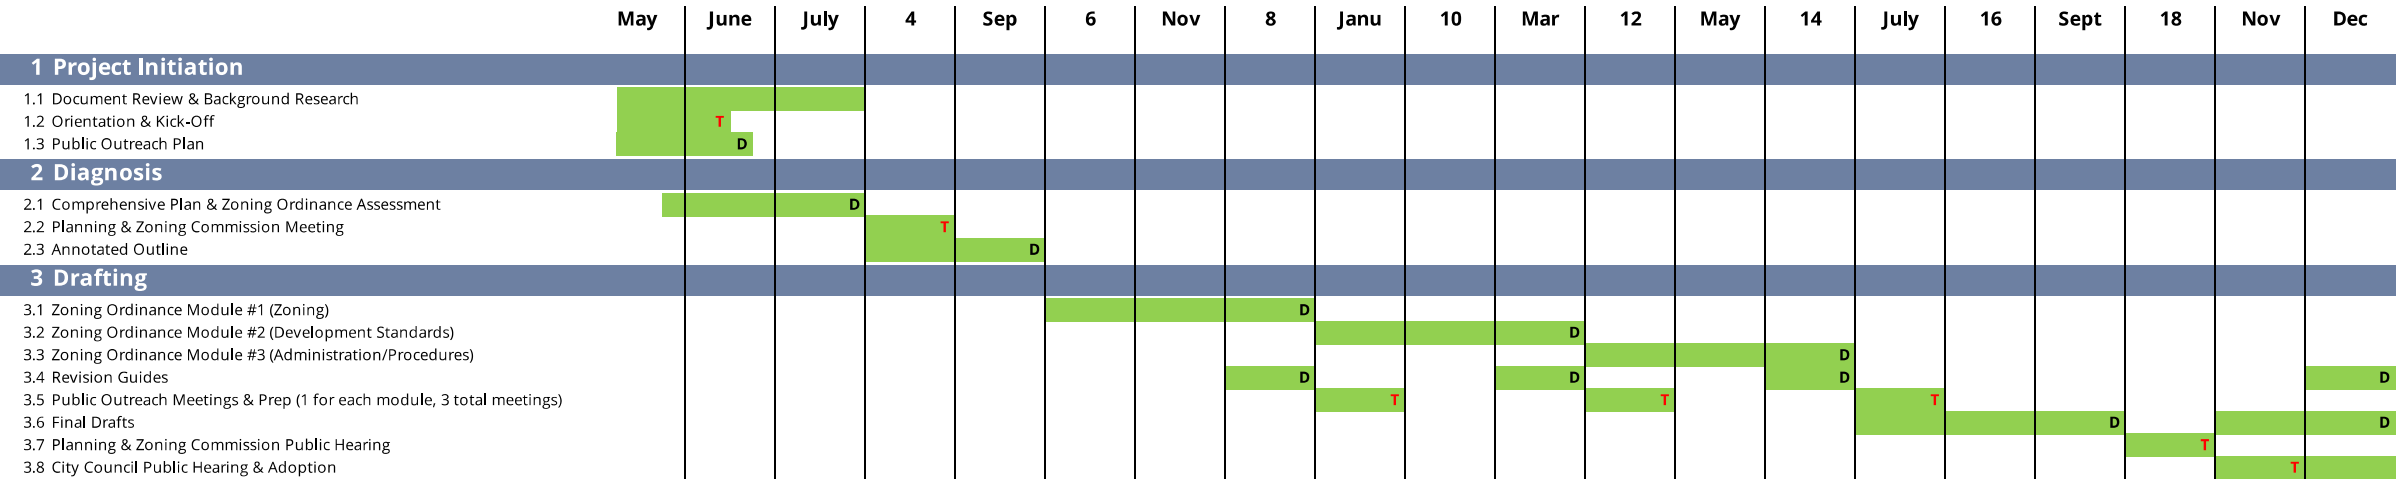 May June July 4 Sep 6 Nov 8 Janu 10 Mar 12 May 14 July 16 Sept 18 Nov Dec
1 Project Initiation
1.1 Document Review & Background Research
1.2 Orientation & Kick-Off T
1.3 Public Outreach Plan D
2 Diagnosis
2.1 Comprehensive Plan & Zoning Ordinance Assessment D
2.2 Planning & Zoning Commission Meeting T
2.3 Annotated Outline D
3 Drafting
3.1 Zoning Ordinance Module #1 (Zoning) D
3.2 Zoning Ordinance Module #2 (Development Standards) D
3.3 Zoning Ordinance Module #3 (Administration/Procedures) D
3.4 Revision Guides D D D D
3.5 Public Outreach Meetings & Prep (1 for each module, 3 total meetings) T T T
3.6 Final Drafts D D
3.7 Planning & Zoning Commission Public Hearing T
3.8 City Council Public Hearing & Adoption T